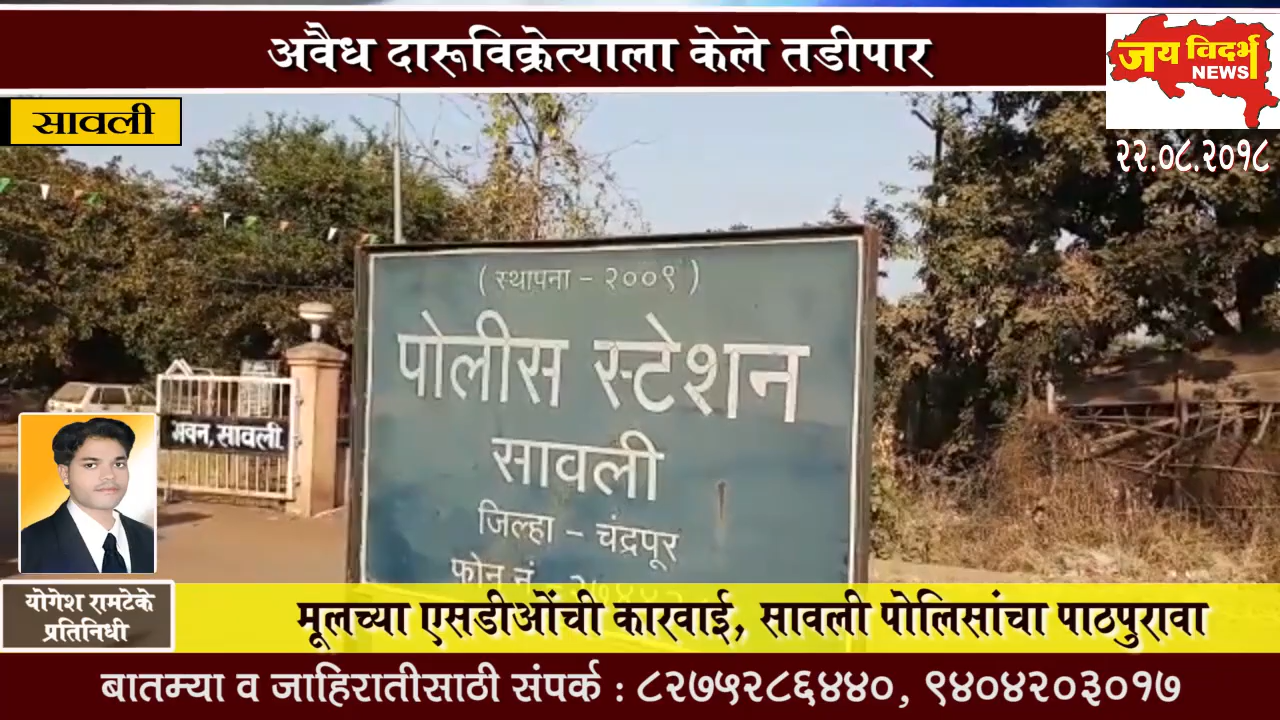 अवैध दारूविक्रेत्याला केले तडीपार
जय विदर्भ
NEWS
सावली
२२.०८.२०१८
( स्थापना - २००९ )
पोलीस स्टेशन
सावली
जिल्हा - चंद्रपूर
फोन नं.
भवन, सावली
योगेश रामटेके
प्रतिनिधी
मूलच्या एसडीओंची कारवाई, सावली पोलिसांचा पाठपुरावा
बातम्या व जाहिरातीसाठी संपर्क : ८२७५२८६४४०, ९४०४२०३०१७